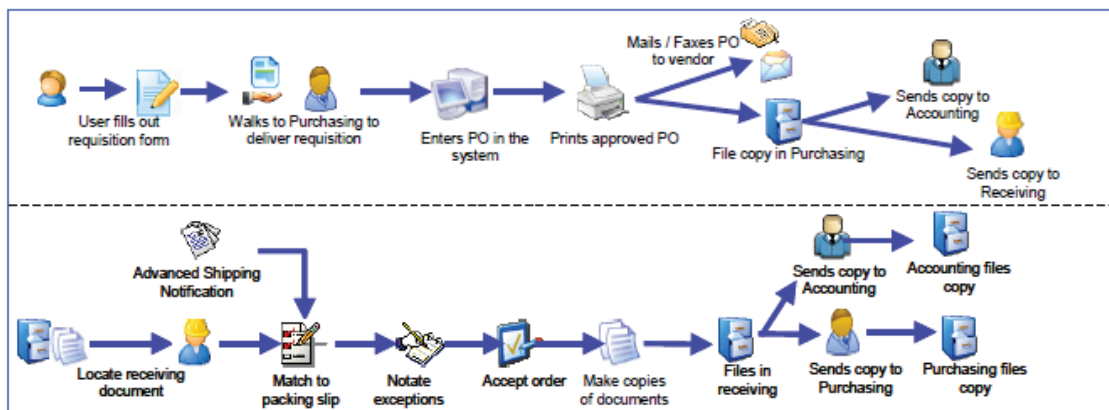 Mails / Faxes PO
to vendor
User fills out
requisition form
Walks to Purchasing to
deliver requisition
Enters PO in the
system
Prints approved PO
File copy in Purchasing
Sends copy to
Accounting
Sends copy to
Receiving
Advanced Shipping
Notification
Sends copy to
Accounting
Accounting files
copy
Locate receiving
document
Match to
packing slip
Notate
exceptions
Accept order
Make copies
of documents
Files in
receiving
Sends copy to
Purchasing
Purchasing files
copy